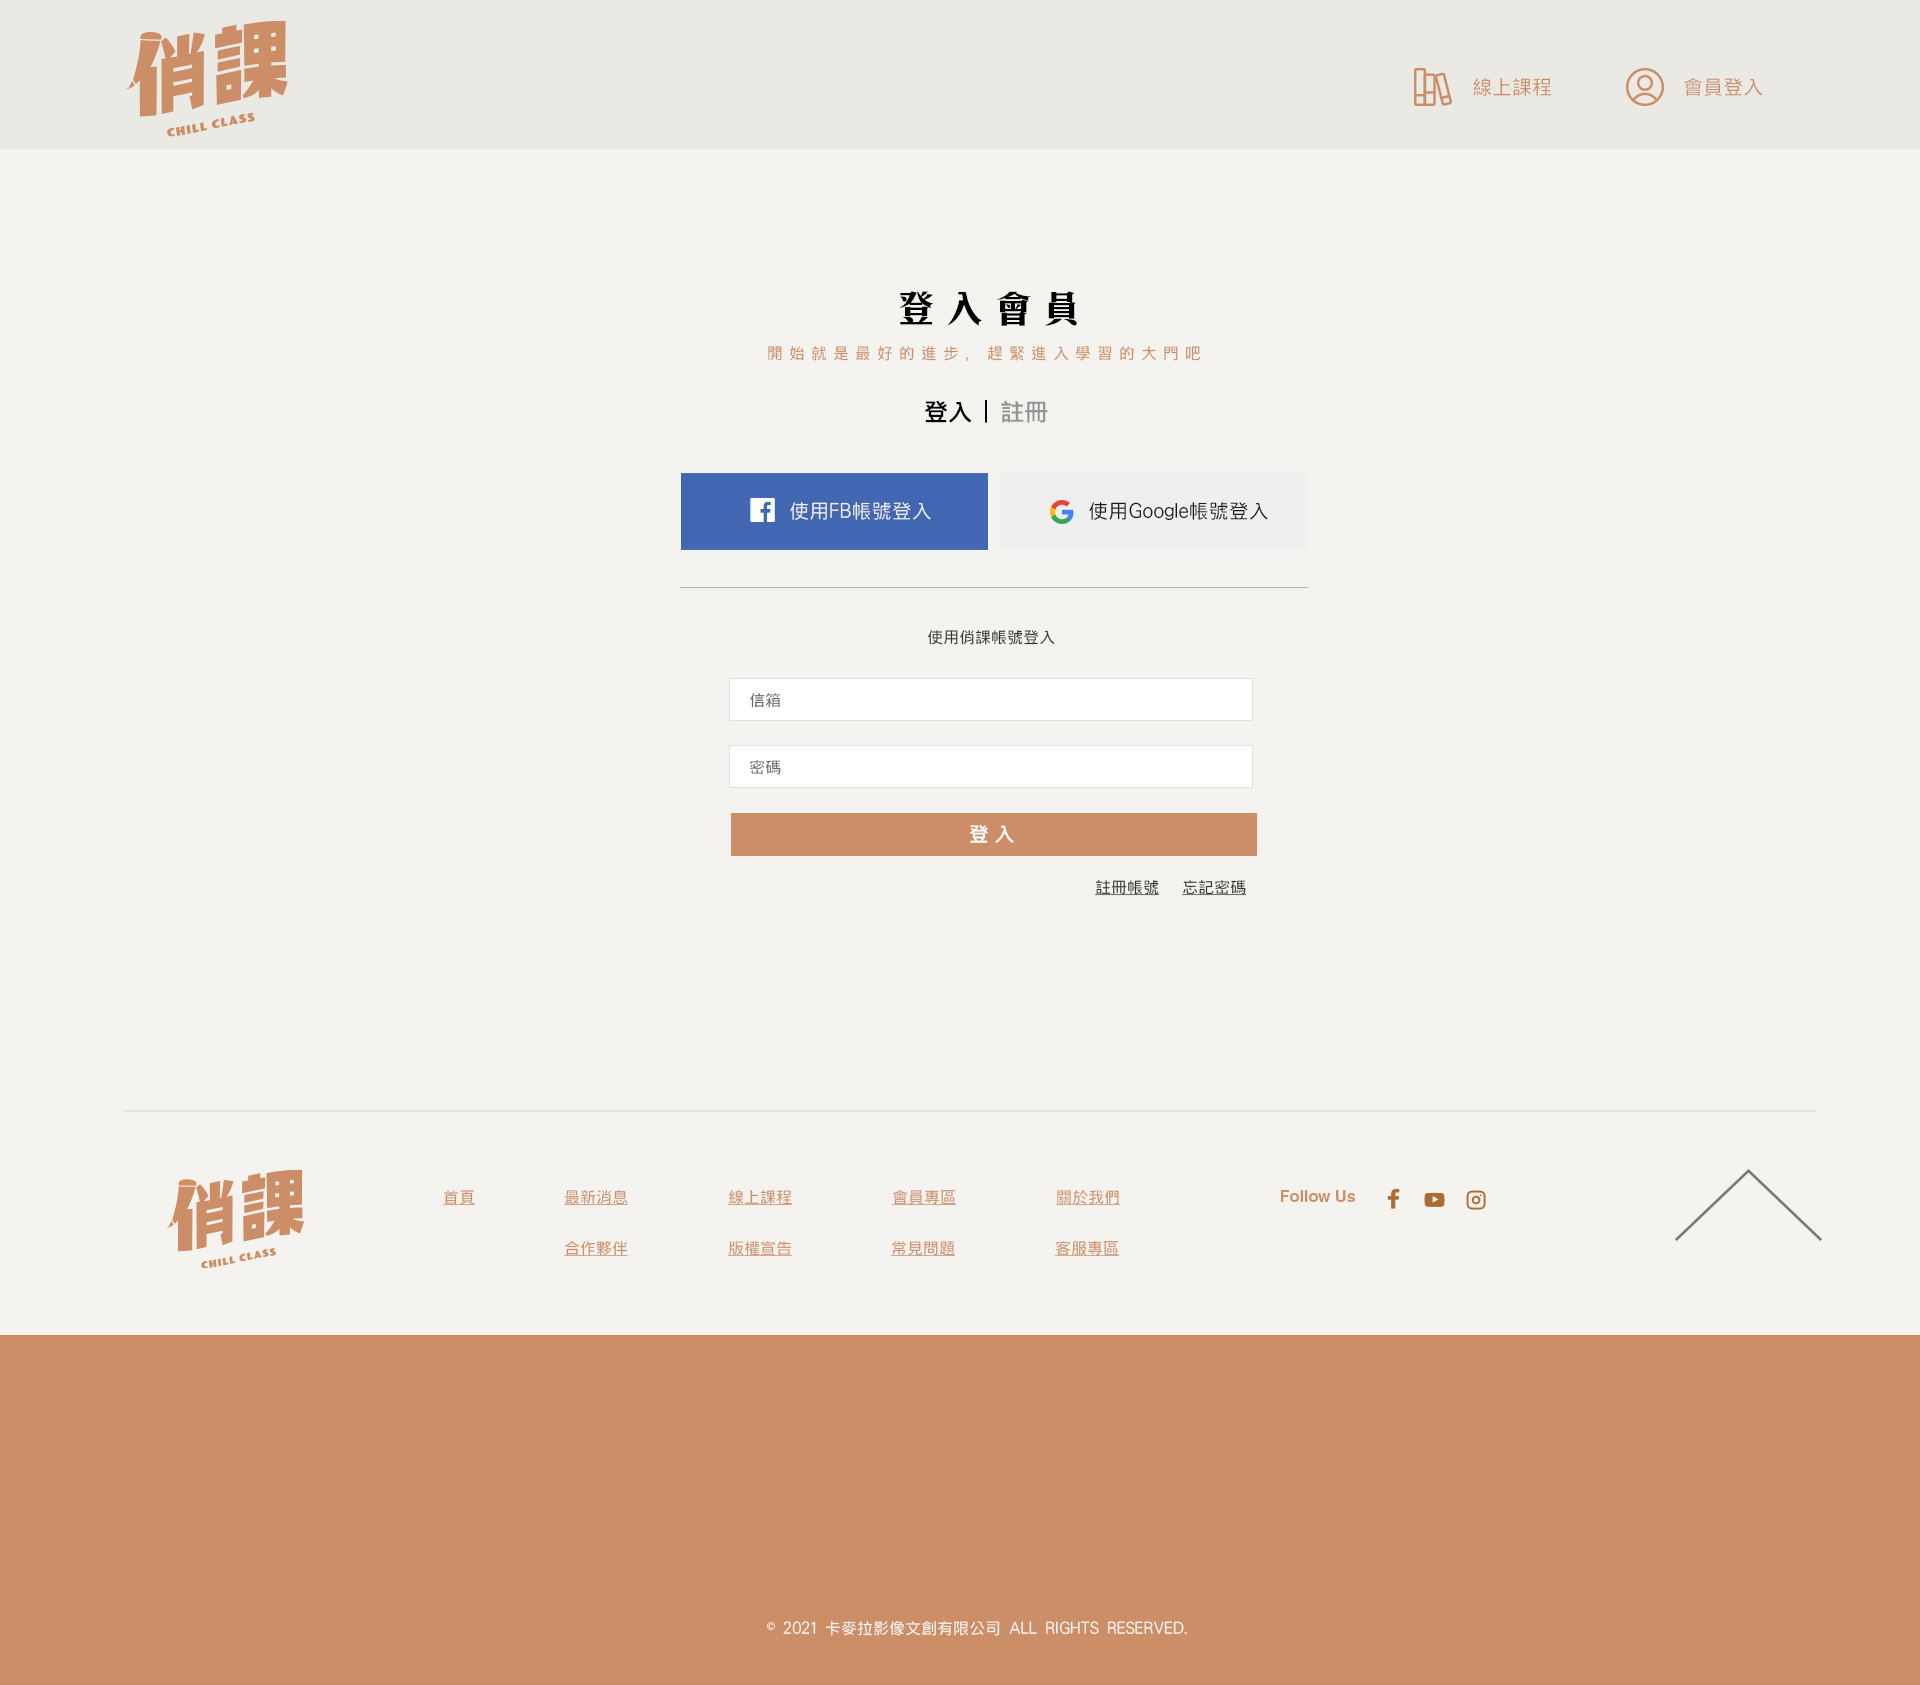 俏課
CHILL CLASS
線上課程
會員登入
登入會員
開始就是最好的進步, 趕緊進入學習的大門吧
登入 | 註冊
使用FB帳號登入
使用Google帳號登入
使用俏課帳號登入
信箱
密碼
登入
註冊帳號 忘記密碼
俏課
CHILL CLASS
首頁 最新消息 線上課程 會員專區 關於我們 Follow Us
合作夥伴 版權宣告 常見問題 客服專區
© 2021 卡麥拉影像文創有限公司 ALL RIGHTS RESERVED.